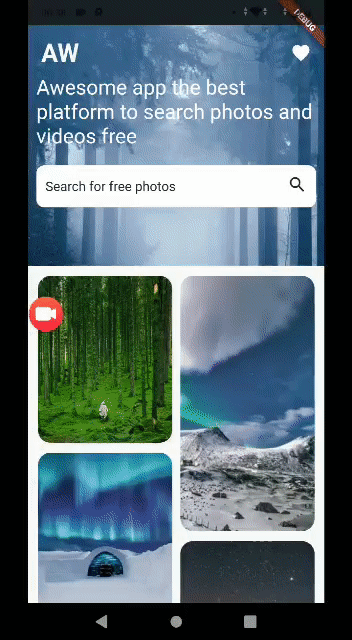 DEBUG
AW
Awesome app the best
platform to search photos and
videos free
Search for free photos